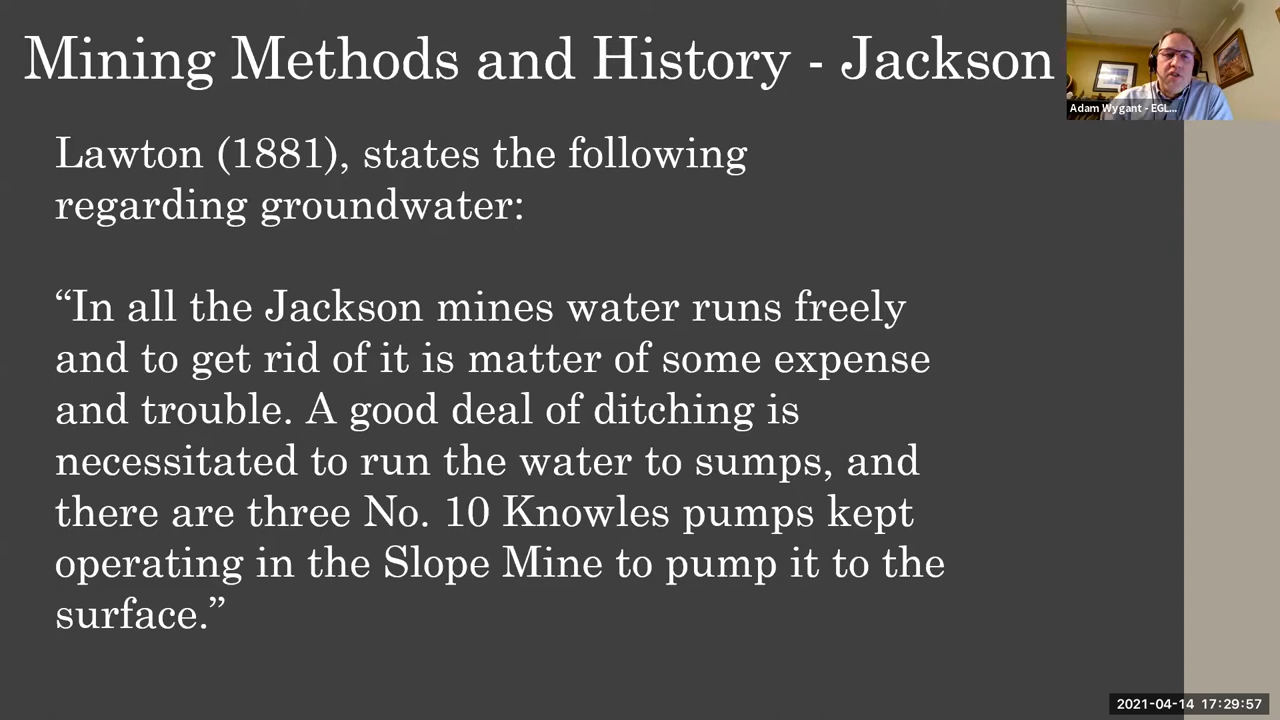 Mining Methods and History - Jackson
Adam Wygant - EGL...
Lawton (1881), states the following
regarding groundwater:
“In all the Jackson mines water runs freely
and to get rid of it is matter of some expense
and trouble. A good deal of ditching is
necessitated to run the water to sumps, and
there are three No. 10 Knowles pumps kept
operating in the Slope Mine to pump it to the
surface.”
2021-04-14 17:29:57